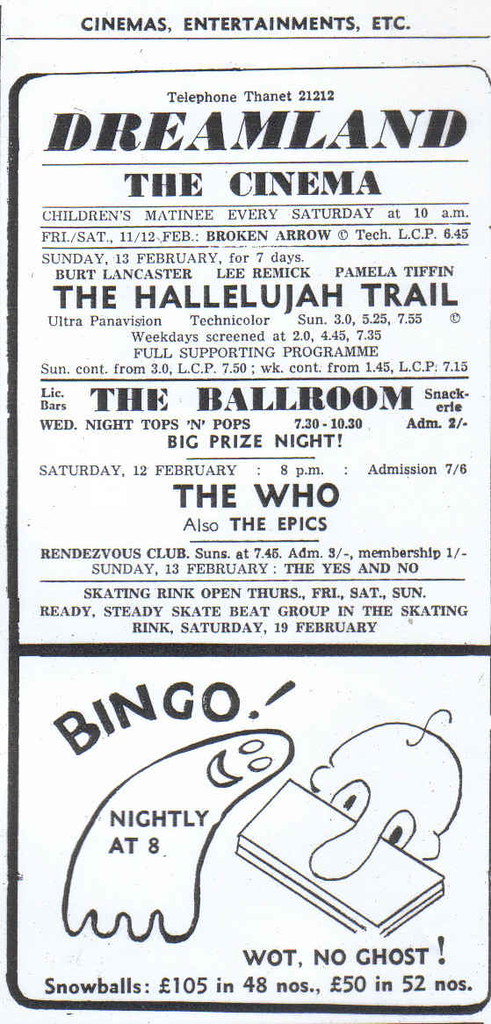 CINEMAS, ENTERTAINMENTS, ETC.
Telephone Thanet 21212
DREAMLAND
THE CINEMA
CHILDREN'S MATINEE EVERY SATURDAY at 10 a.m.
FRI./SAT., 11/12 FEB.: BROKEN ARROW © Tech. L.C.P. 6.45
SUNDAY, 13 FEBRUARY, for 7 days.
BURT LANCASTER LEE REMICK PAMELA TIFFIN
THE HALLELUJAH TRAIL
Ultra Panavision Technicolor Sun. 3.0, 5.25, 7.55 ©
Weekdays screened at 2.0, 4.45, 7.35
FULL SUPPORTING PROGRAMME
Sun. cont. from 3.0, L.C.P. 7.50 ; wk. cont. from 1.45, L.C.P. 7.15
Lic. Bars THE BALLROOM Snack-erie
WED. NIGHT TOPS 'N' POPS 7.30 - 10.30 Adm. 2/-
BIG PRIZE NIGHT!
SATURDAY, 12 FEBRUARY : 8 p.m. : Admission 7/6
THE WHO
Also THE EPICS
RENDEZVOUS CLUB. Suns. at 7.45. Adm. 3/-, membership 1/-
SUNDAY, 13 FEBRUARY : THE YES AND NO
SKATING RINK OPEN THURS., FRI., SAT., SUN.
READY, STEADY SKATE BEAT GROUP IN THE SKATING
RINK, SATURDAY, 19 FEBRUARY
BINGO!
NIGHTLY
AT 8
WOT, NO GHOST!
Snowballs: £105 in 48 nos., £50 in 52 nos.